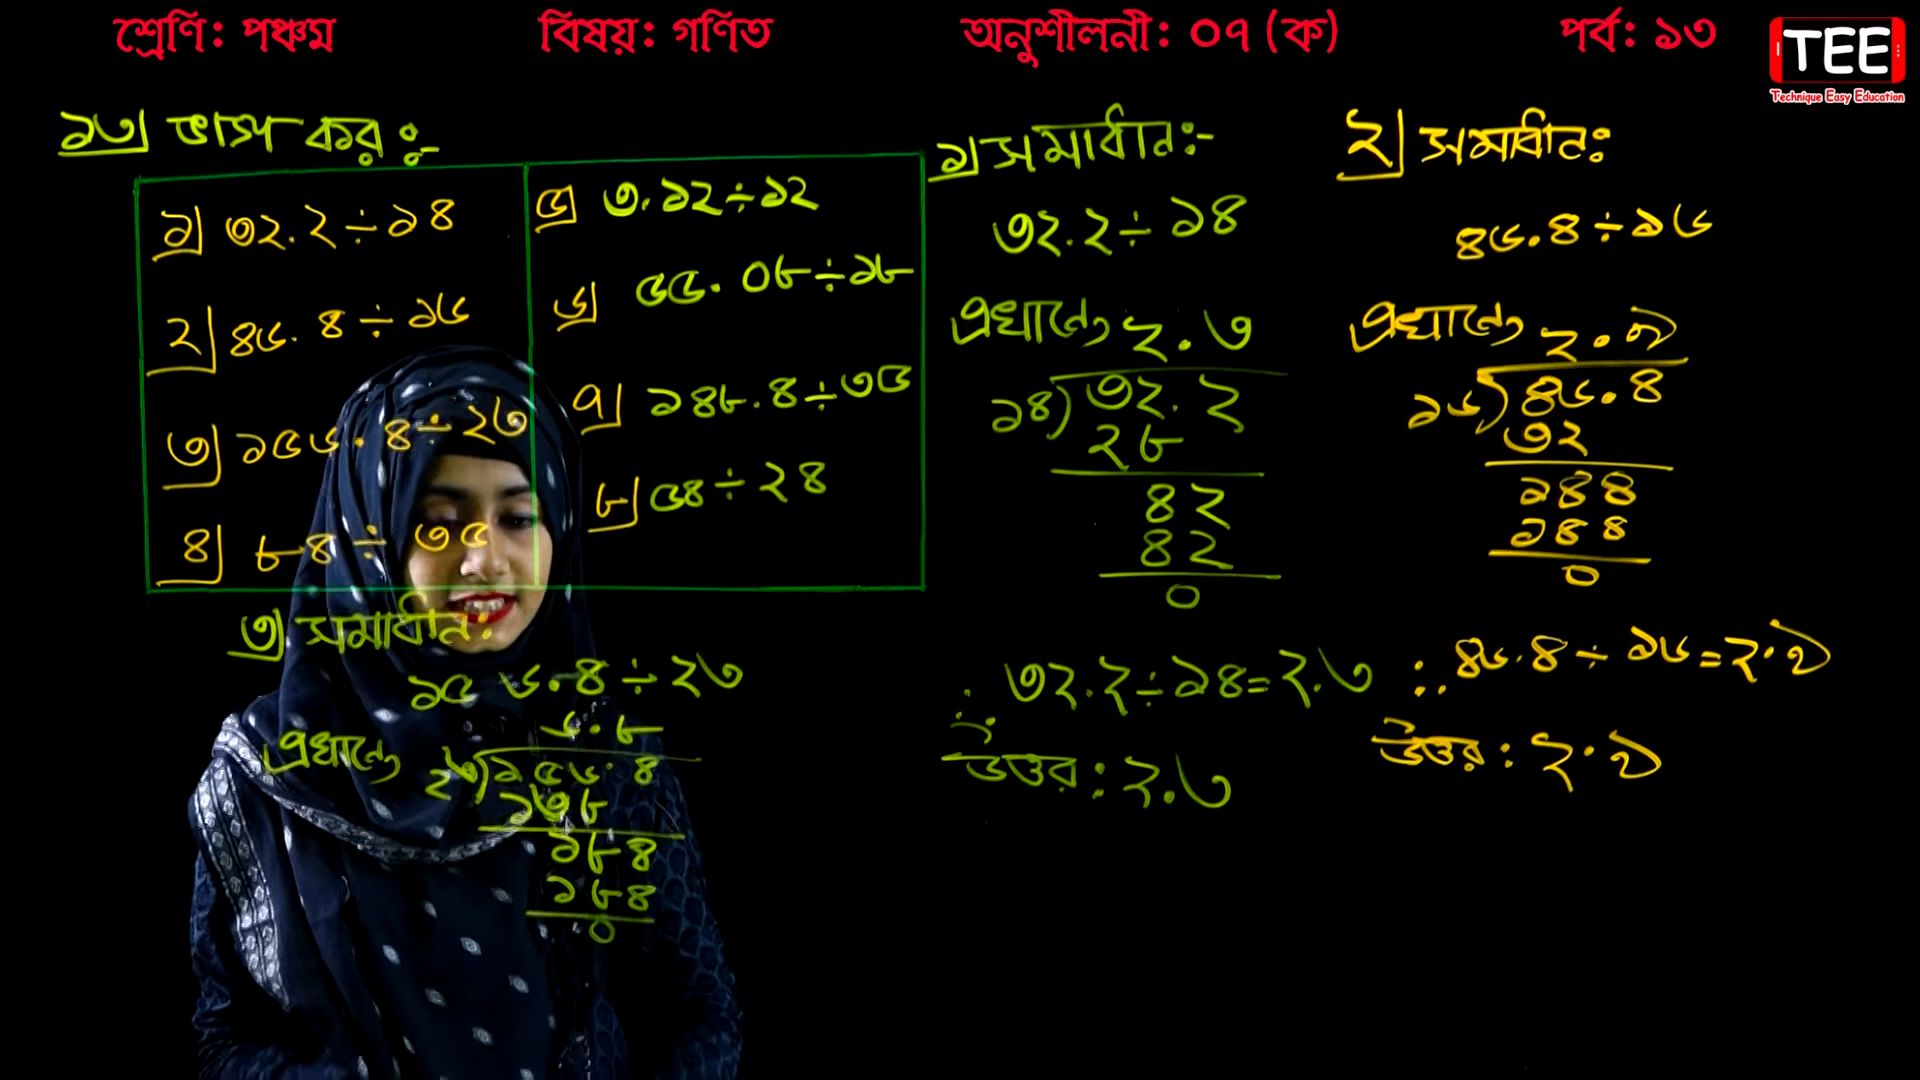 শ্রেণি: পঞ্চম বিষয়: গণিত অনুশীলনী: ০৭ (ক) পর্ব: ১৩
TEE
Technique Easy Education
১৩) ভাগ কর:-
১) ৩২.২÷১৪
২) ৪৬.৪÷১৬
৩) ১৫৬.৪÷২৩
৪) ৮৪÷৩৫
৫) ৩.১২÷১২
৬) ৫৫.০৮÷১৮
৭) ১৪৮.৪÷৩৫
৮) ৫৪÷২৪
১) সমাধান:-
৩২.২÷১৪
এখানে, ২.৩
১৪) ৩২.২
২৮
৪২
৪২
০
∴ ৩২.২÷১৪=২.৩
উত্তর: ২.৩
২) সমাধান:
৪৬.৪÷১৬
এখানে, ২.৯
১৬) ৪৬.৪
৩২
১৪৪
১৪৪
০
∴ ৪৬.৪÷১৬=২.৯
উত্তর: ২.৯
৩) সমাধান:
১৫৬.৪÷২৩
৬.৮
এখানে, ২৩) ১৫৬.৪
১৩৮
১৮৪
১৮৪
০